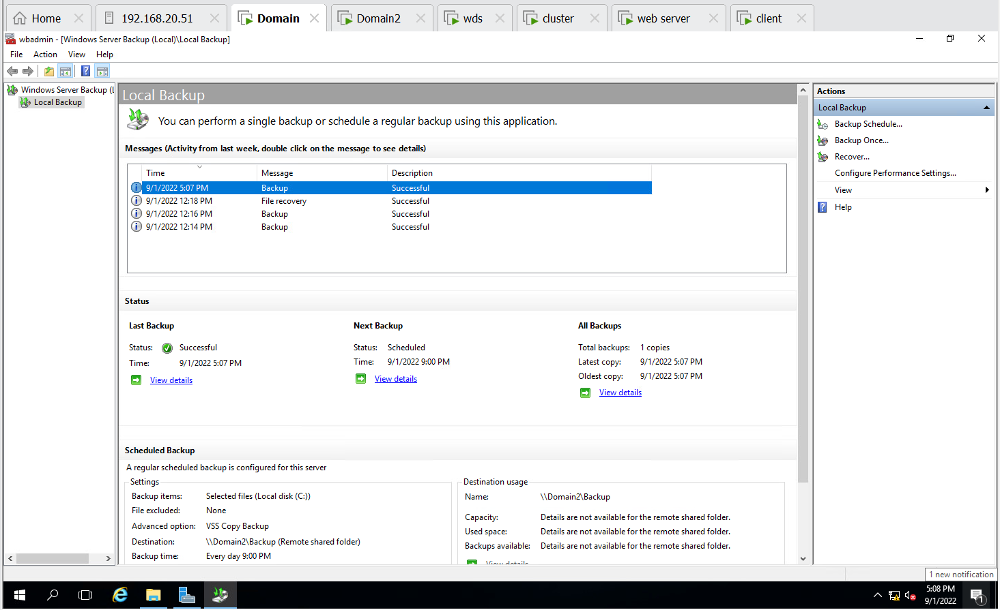 Home
192.168.20.51
Domain
Domain2
wds
cluster
web server
client
wbadmin - [Windows Server Backup (Local)\Local Backup]
File Action View Help
Windows Server Backup (L
Local Backup
Local Backup
You can perform a single backup or schedule a regular backup using this application.
Messages (Activity from last week, double click on the message to see details)
Time Message Description
9/1/2022 5:07 PM Backup Successful
9/1/2022 12:18 PM File recovery Successful
9/1/2022 12:16 PM Backup Successful
9/1/2022 12:14 PM Backup Successful
Status
Last Backup
Status: Successful
Time: 9/1/2022 5:07 PM
View details
Next Backup
Status: Scheduled
Time: 9/1/2022 9:00 PM
View details
All Backups
Total backups: 1 copies
Latest copy: 9/1/2022 5:07 PM
Oldest copy: 9/1/2022 5:07 PM
View details
Scheduled Backup
A regular scheduled backup is configured for this server
Settings
Backup items: Selected files (Local disk (C:))
File excluded: None
Advanced option: VSS Copy Backup
Destination: \\Domain2\Backup (Remote shared folder)
Backup time: Every day 9:00 PM
Destination usage
Name: \\Domain2\Backup
Capacity: Details are not available for the remote shared folder.
Used space: Details are not available for the remote shared folder.
Backups available: Details are not available for the remote shared folder.
View details
Actions
Local Backup
Backup Schedule...
Backup Once...
Recover...
Configure Performance Settings...
View
Help
1 new notification
5:08 PM
9/1/2022
1